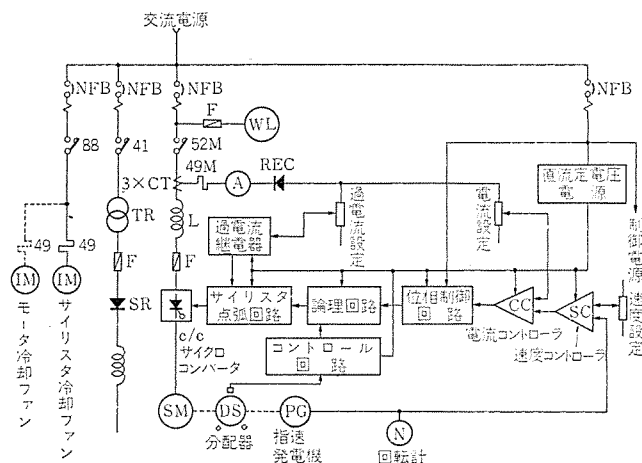 交流電源
NFB
NFB
NFB
NFB
F
WL
88
41
52M
49M
REC
3×CT
A
TR
L
過電流設定
電流設定
直流定電圧電源
制御電源
速度設定
過電流継電器
49
49
F
F
IM
IM
SR
サイリスタ点弧回路
論理回路
位相制御回路
CC
SC
電流コントローラ
速度コントローラ
モータ冷却ファン
サイリスタ冷却ファン
c/c
サイクロコンバータ
コントロール回路
SM
DS
PG
分配器
指速発電機
N
回転計